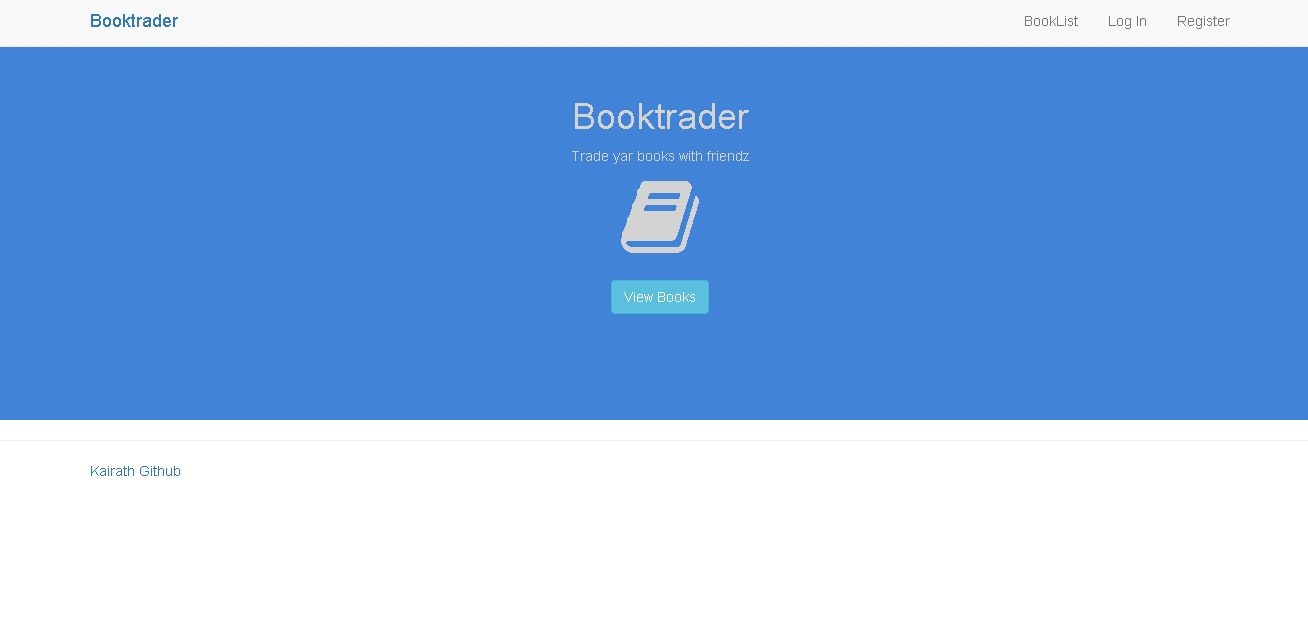 Booktrader BookList Log In Register
Booktrader
Trade yar books with friendz
View Books
Kairath Github